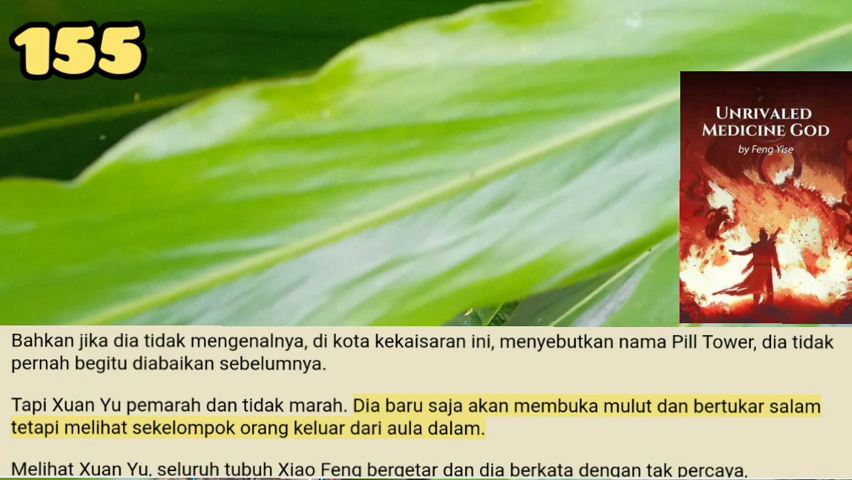 155
UNRIVALED
MEDICINE GOD
by Feng Yise
Bahkan jika dia tidak mengenalnya, di kota kekaisaran ini, menyebutkan nama Pill Tower, dia tidak
pernah begitu diabaikan sebelumnya.
Tapi Xuan Yu pemarah dan tidak marah. Dia baru saja akan membuka mulut dan bertukar salam
tetapi melihat sekelompok orang keluar dari aula dalam.
Melihat Xuan Yu, seluruh tubuh Xiao Feng bergetar dan dia berkata dengan tak percaya,